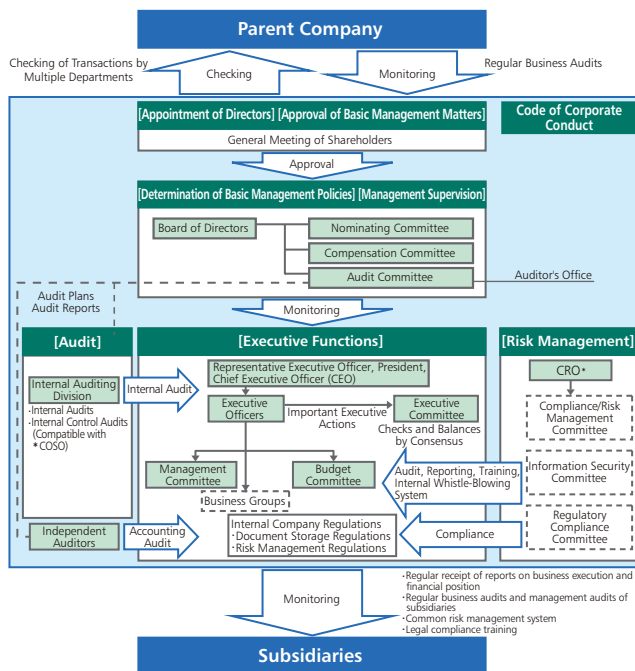 Parent Company
Checking of Transactions by
Multiple Departments
Checking
Monitoring
Regular Business Audits
[Appointment of Directors] [Approval of Basic Management Matters]
General Meeting of Shareholders
Code of Corporate
Conduct
Approval
[Determination of Basic Management Policies] [Management Supervision]
Board of Directors
Nominating Committee
Compensation Committee
Audit Committee
Auditor's Office
Audit Plans
Audit Reports
Monitoring
[Audit]
Internal Auditing
Division
·Internal Audits
·Internal Control Audits
(Compatible with
*COSO)
Independent
Auditors
Internal Audit
Accounting
Audit
[Executive Functions]
Representative Executive Officer, President,
Chief Executive Officer (CEO)
Executive
Officers
Important Executive
Actions
Executive
Committee
Checks and Balances
by Consensus
Management
Committee
Budget
Committee
Business Groups
Internal Company Regulations
·Document Storage Regulations
·Risk Management Regulations
Audit, Reporting, Training,
Internal Whistle-Blowing
System
Compliance
[Risk Management]
CRO*
Compliance/Risk
Management
Committee
Information Security
Committee
Regulatory
Compliance
Committee
Monitoring
·Regular receipt of reports on business execution and
financial position
·Regular business audits and management audits of
subsidiaries
·Common risk management system
·Legal compliance training
Subsidiaries